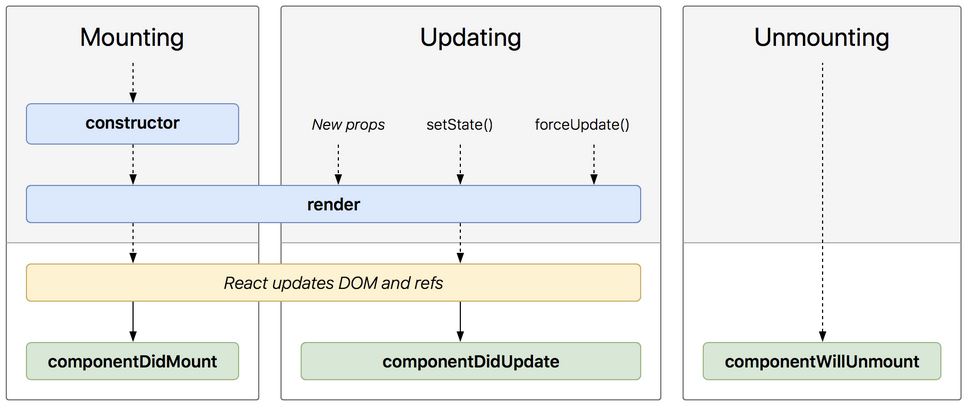 Mounting
Updating
Unmounting
constructor
New props
setState()
forceUpdate()
render
React updates DOM and refs
componentDidMount
componentDidUpdate
componentWillUnmount